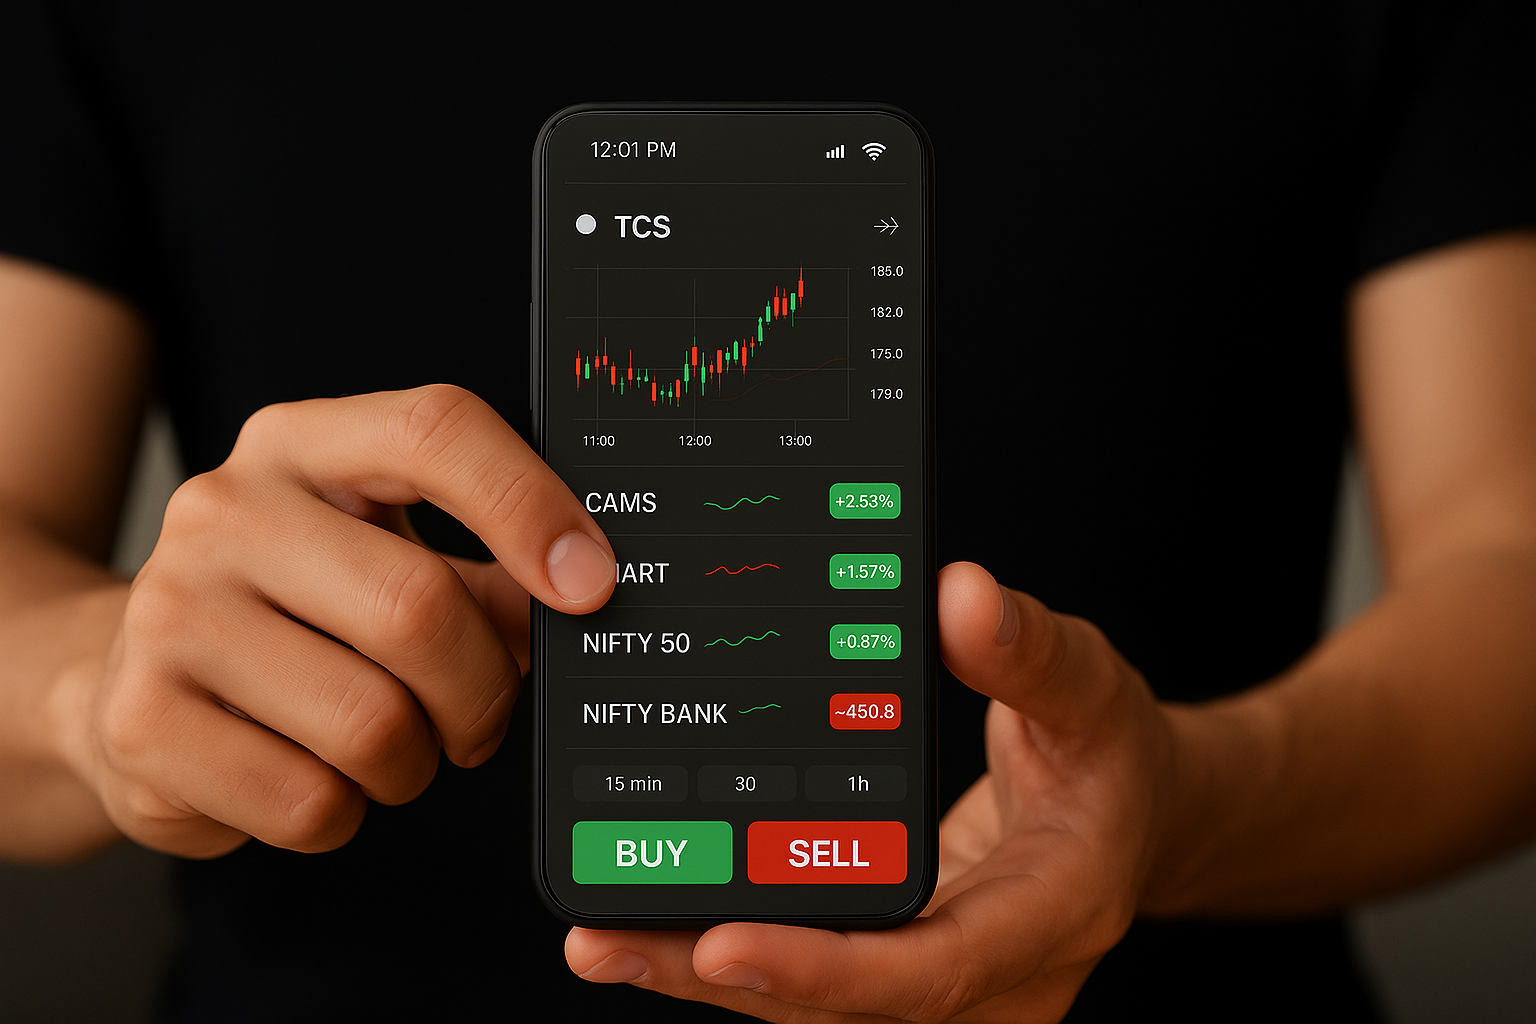 12:01 PM
TCS
185.0
182.0
175.0
179.0
11:00 12:00 13:00
CAMS +2.53%
ART +1.57%
NIFTY 50 +0.87%
NIFTY BANK ~450.8
15 min 30 1h
BUY SELL